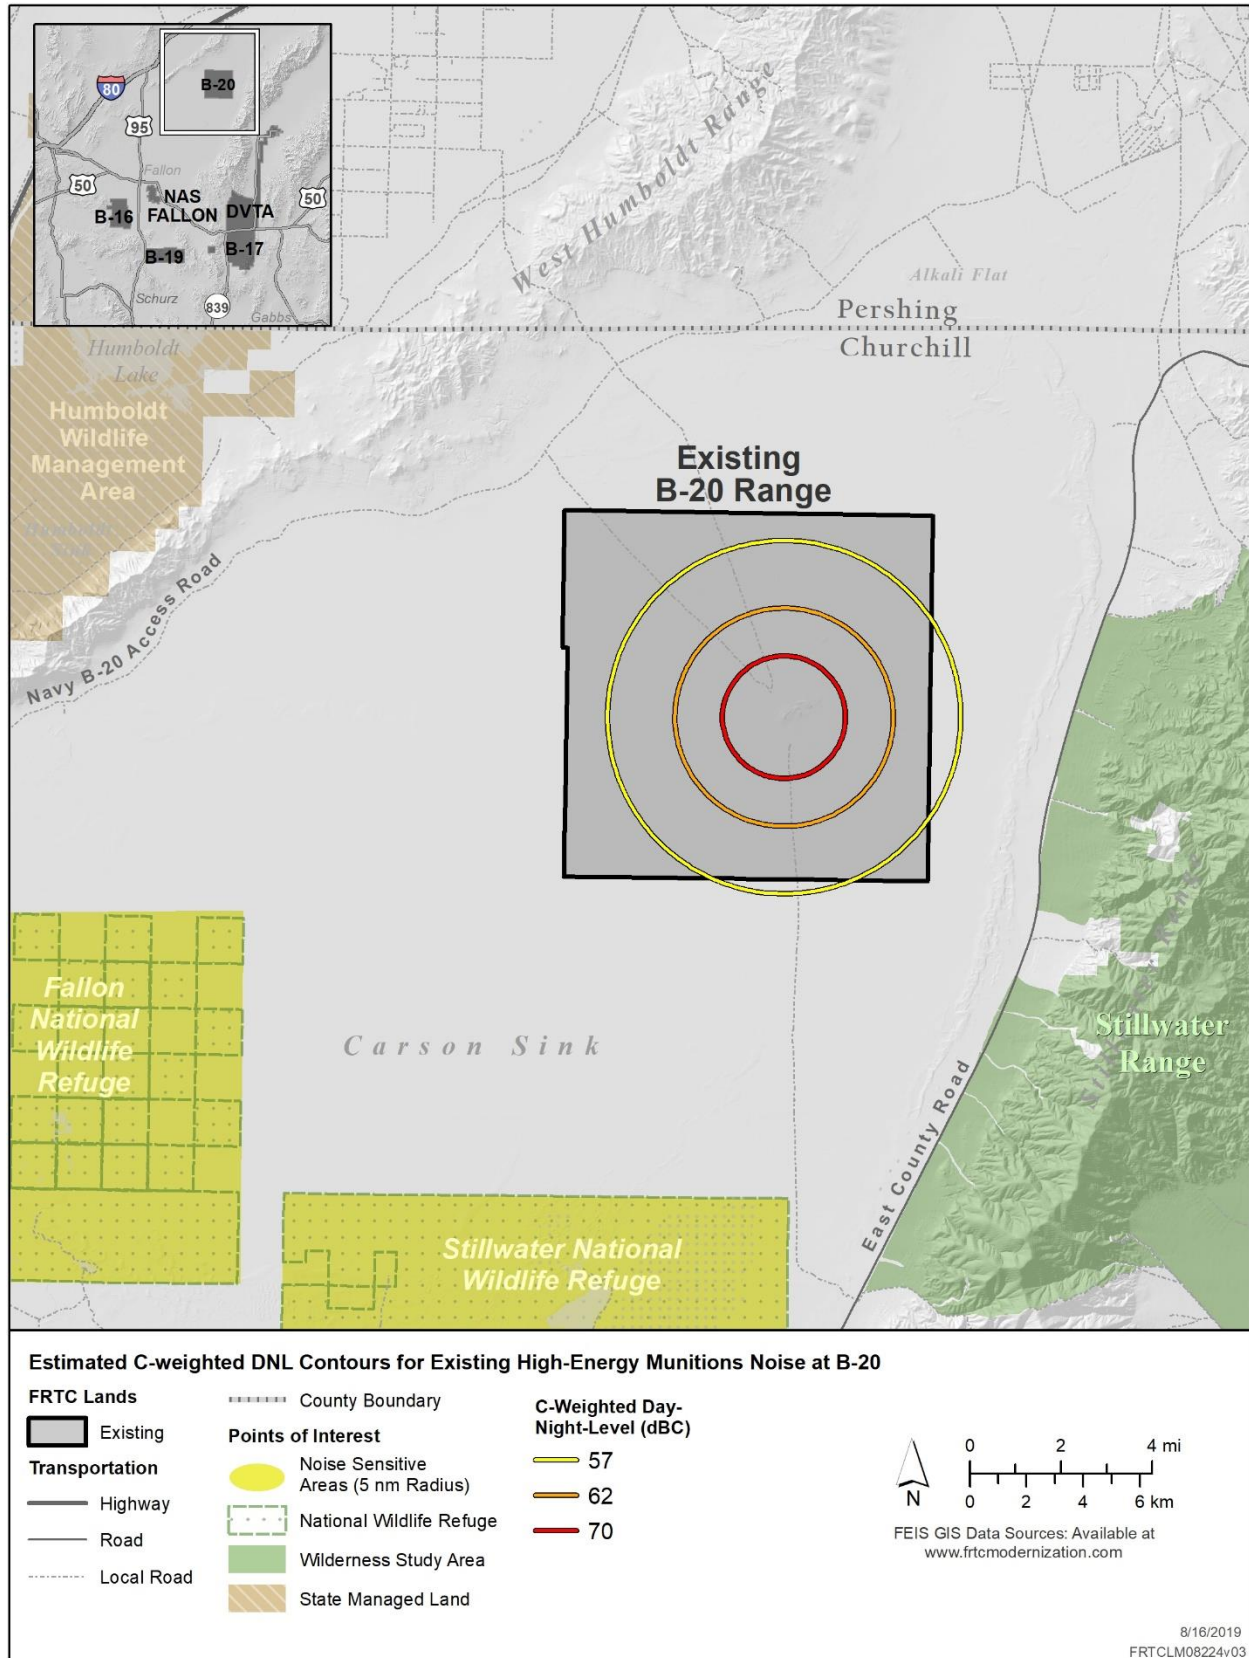 80
95
B-20
Fallon
50
NAS
FALLON
DVTA
50
B-16
B-19
B-17
Schurz
839
Gabbs
West Humboldt Range
Alkali Flat
Pershing
Churchill
Humboldt
Lake
Humboldt
Wildlife
Management
Area
Humboldt
Sink
Navy B-20 Access Road
Existing
B-20 Range
Stillwater Range
Fallon
National
Wildlife
Refuge
Carson Sink
Stillwater
Range
East County Road
Stillwater National
Wildlife Refuge
Estimated C-weighted DNL Contours for Existing High-Energy Munitions Noise at B-20
FRTC Lands
Existing
Transportation
Highway
Road
Local Road
County Boundary
Points of Interest
Noise Sensitive
Areas (5 nm Radius)
National Wildlife Refuge
Wilderness Study Area
State Managed Land
C-Weighted Day-
Night-Level (dBC)
57
62
70
N
0 2 4 mi
0 2 4 6 km
FEIS GIS Data Sources: Available at
www.frtcmodernization.com
8/16/2019
FRTCLM08224v03